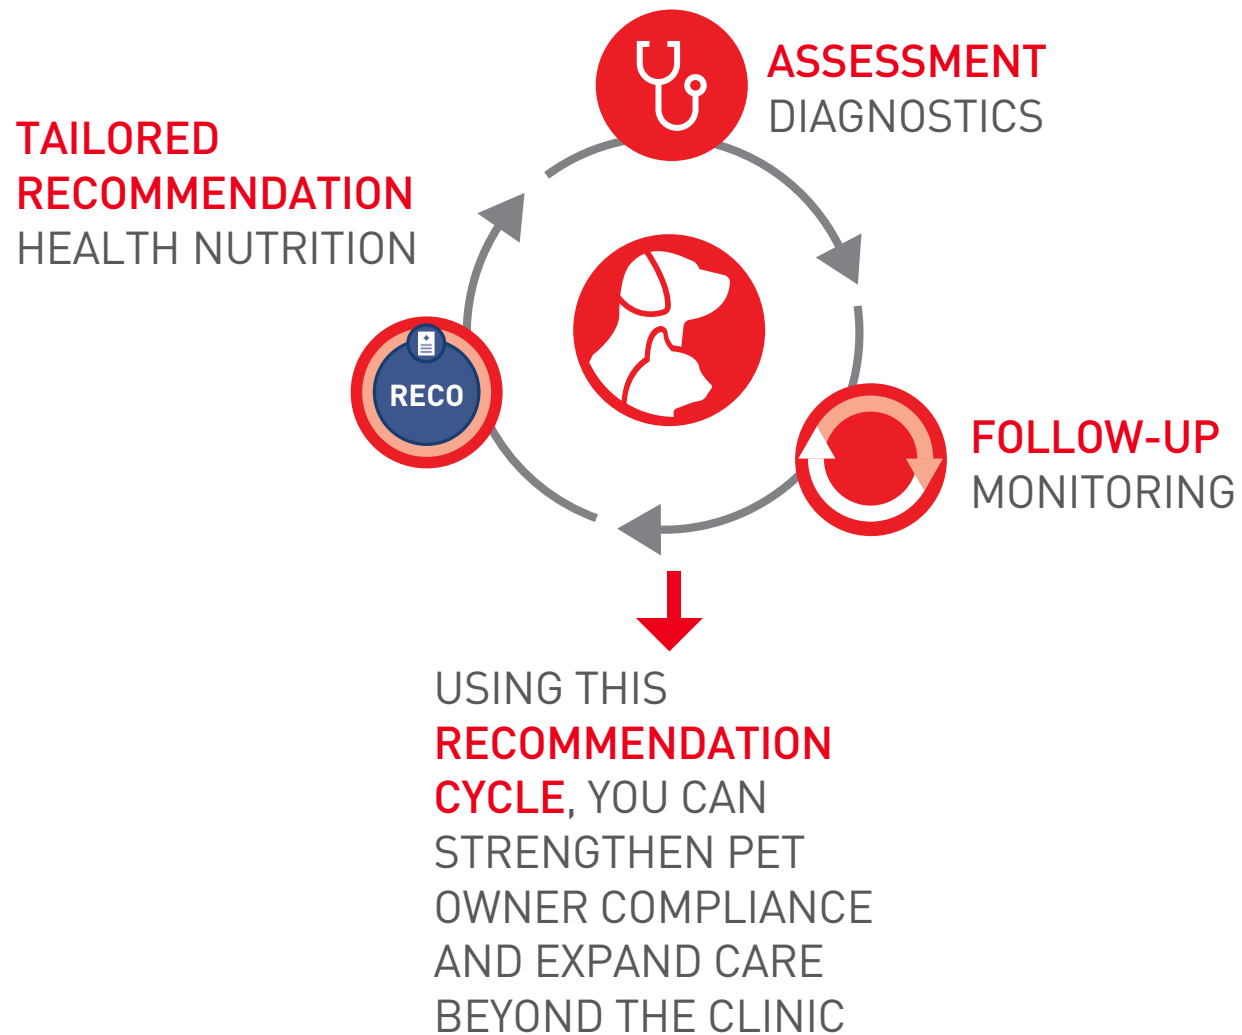 ASSESSMENT
DIAGNOSTICS
TAILORED
RECOMMENDATION
HEALTH NUTRITION
RECO
FOLLOW-UP
MONITORING
USING THIS
RECOMMENDATION
CYCLE, YOU CAN
STRENGTHEN PET
OWNER COMPLIANCE
AND EXPAND CARE
BEYOND THE CLINIC